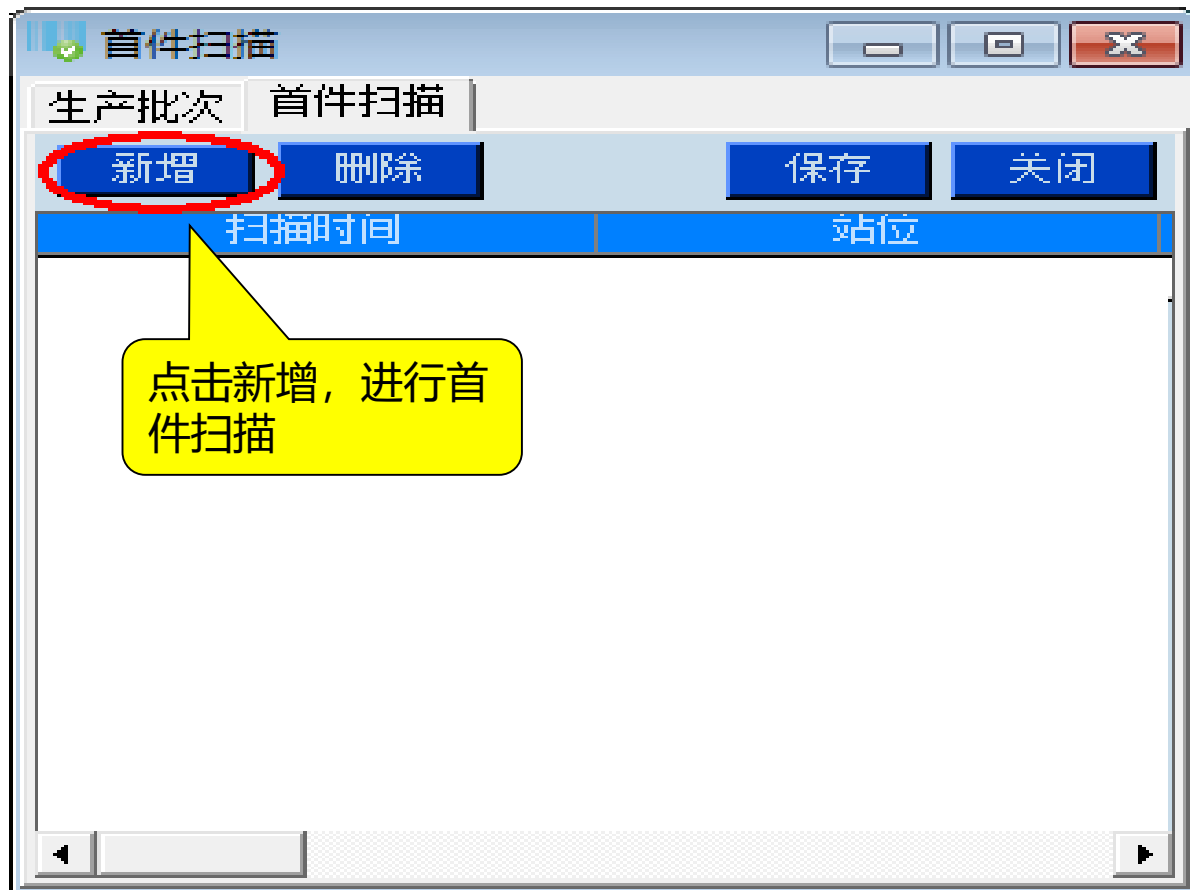 首件扫描
生产批次 首件扫描
新增 删除 保存 关闭
扫描时间 站位
点击新增，进行首
件扫描